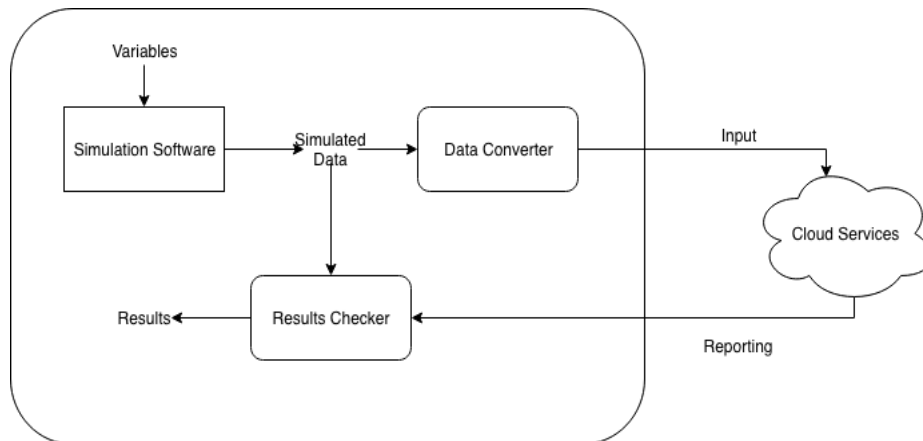 Variables
Simulation Software
Simulated
Data
Data Converter
Input
Cloud Services
Results
Results Checker
Reporting